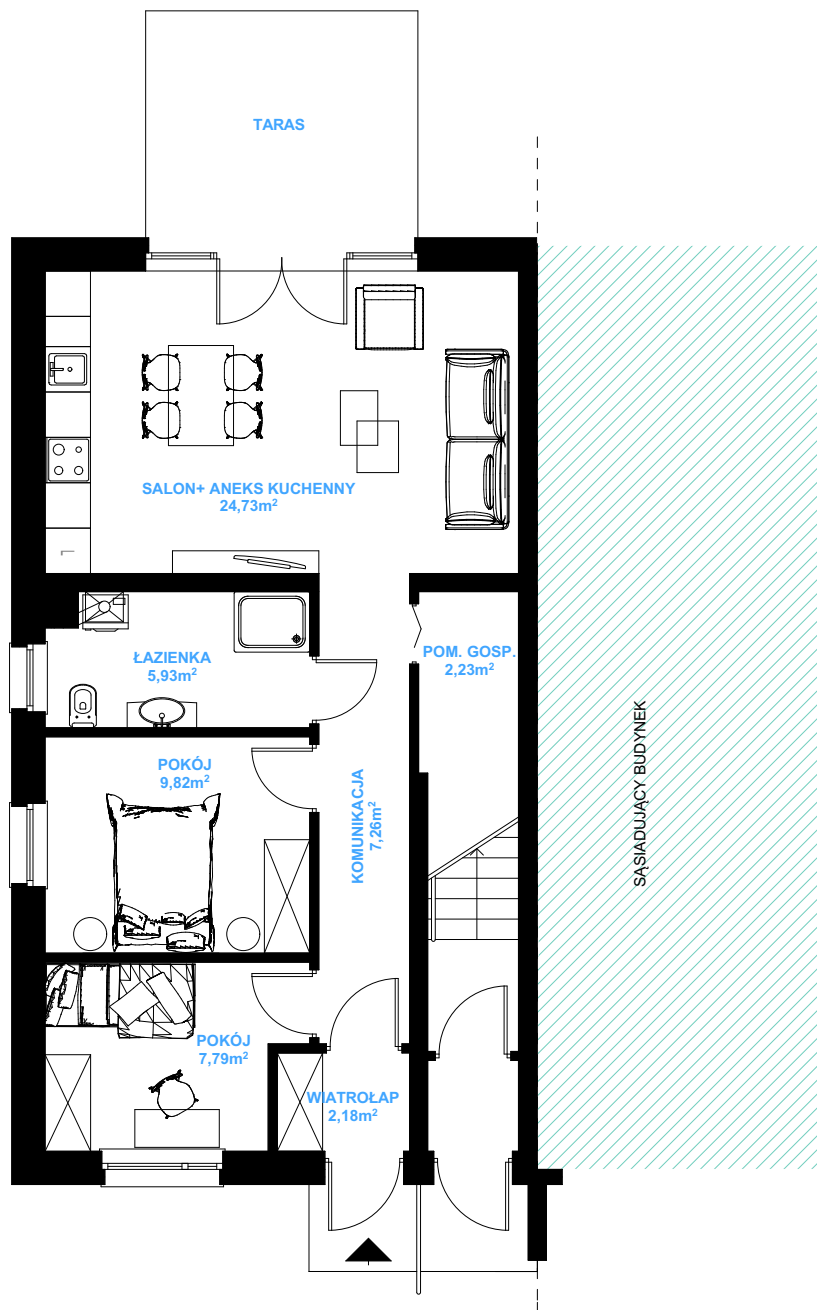 TARAS
SALON+ ANEKS KUCHENNY
24,73m²
ŁAZIENKA
5,93m²
POM. GOSP.
2,23m²
POKÓJ
9,82m²
KOMUNIKACJA
7,26m²
SĄSIADUJĄCY BUDYNEK
POKÓJ
7,79m²
WIATROŁAP
2,18m²